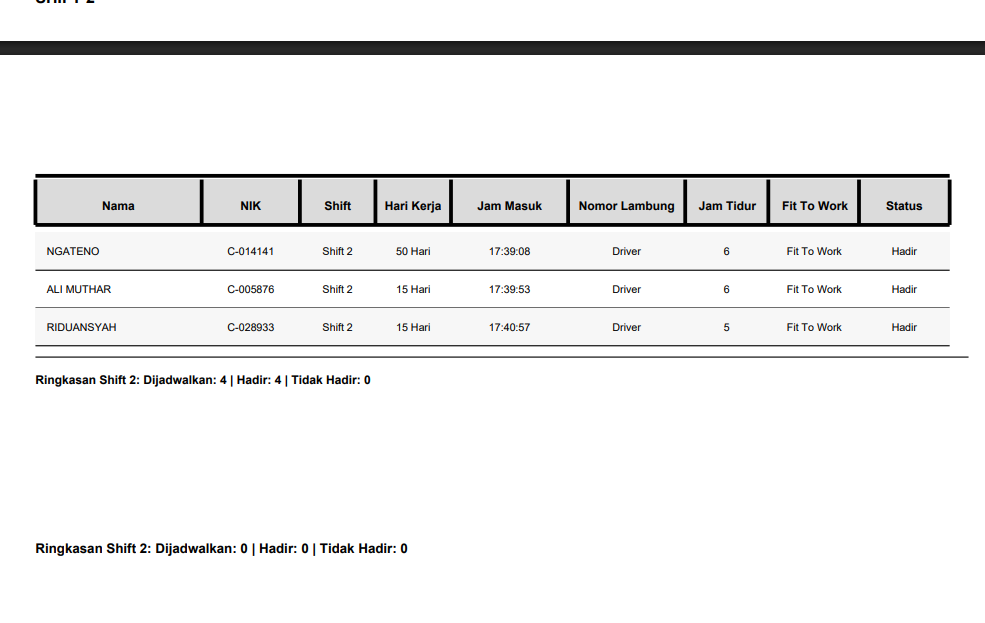 Nama NIK Shift Hari Kerja Jam Masuk Nomor Lambung Jam Tidur Fit To Work Status
NGATENO C-014141 Shift 2 50 Hari 17:39:08 Driver 6 Fit To Work Hadir
ALI MUTHAR C-005876 Shift 2 15 Hari 17:39:53 Driver 6 Fit To Work Hadir
RIDUANSYAH C-028933 Shift 2 15 Hari 17:40:57 Driver 5 Fit To Work Hadir
Ringkasan Shift 2: Dijadwalkan: 4 | Hadir: 4 | Tidak Hadir: 0
Ringkasan Shift 2: Dijadwalkan: 0 | Hadir: 0 | Tidak Hadir: 0